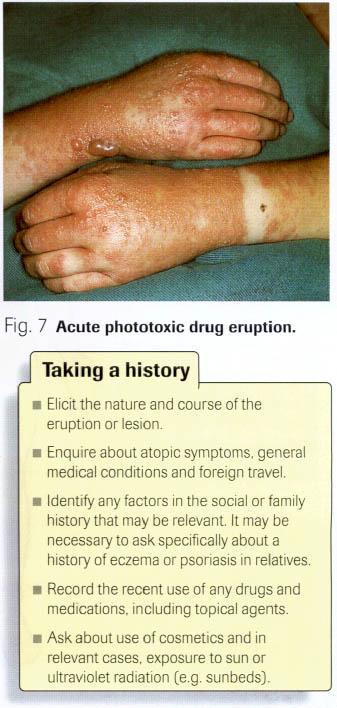 Fig. 7 Acute phototoxic drug eruption.
Taking a history
■ Elicit the nature and course of the
eruption or lesion.
■ Enquire about atopic symptoms, general
medical conditions and foreign travel.
■ Identify any factors in the social or family
history that may be relevant. It may be
necessary to ask specifically about a
history of eczema or psoriasis in relatives.
■ Record the recent use of any drugs and
medications, including topical agents.
■ Ask about use of cosmetics and in
relevant cases, exposure to sun or
ultraviolet radiation (e.g. sunbeds).